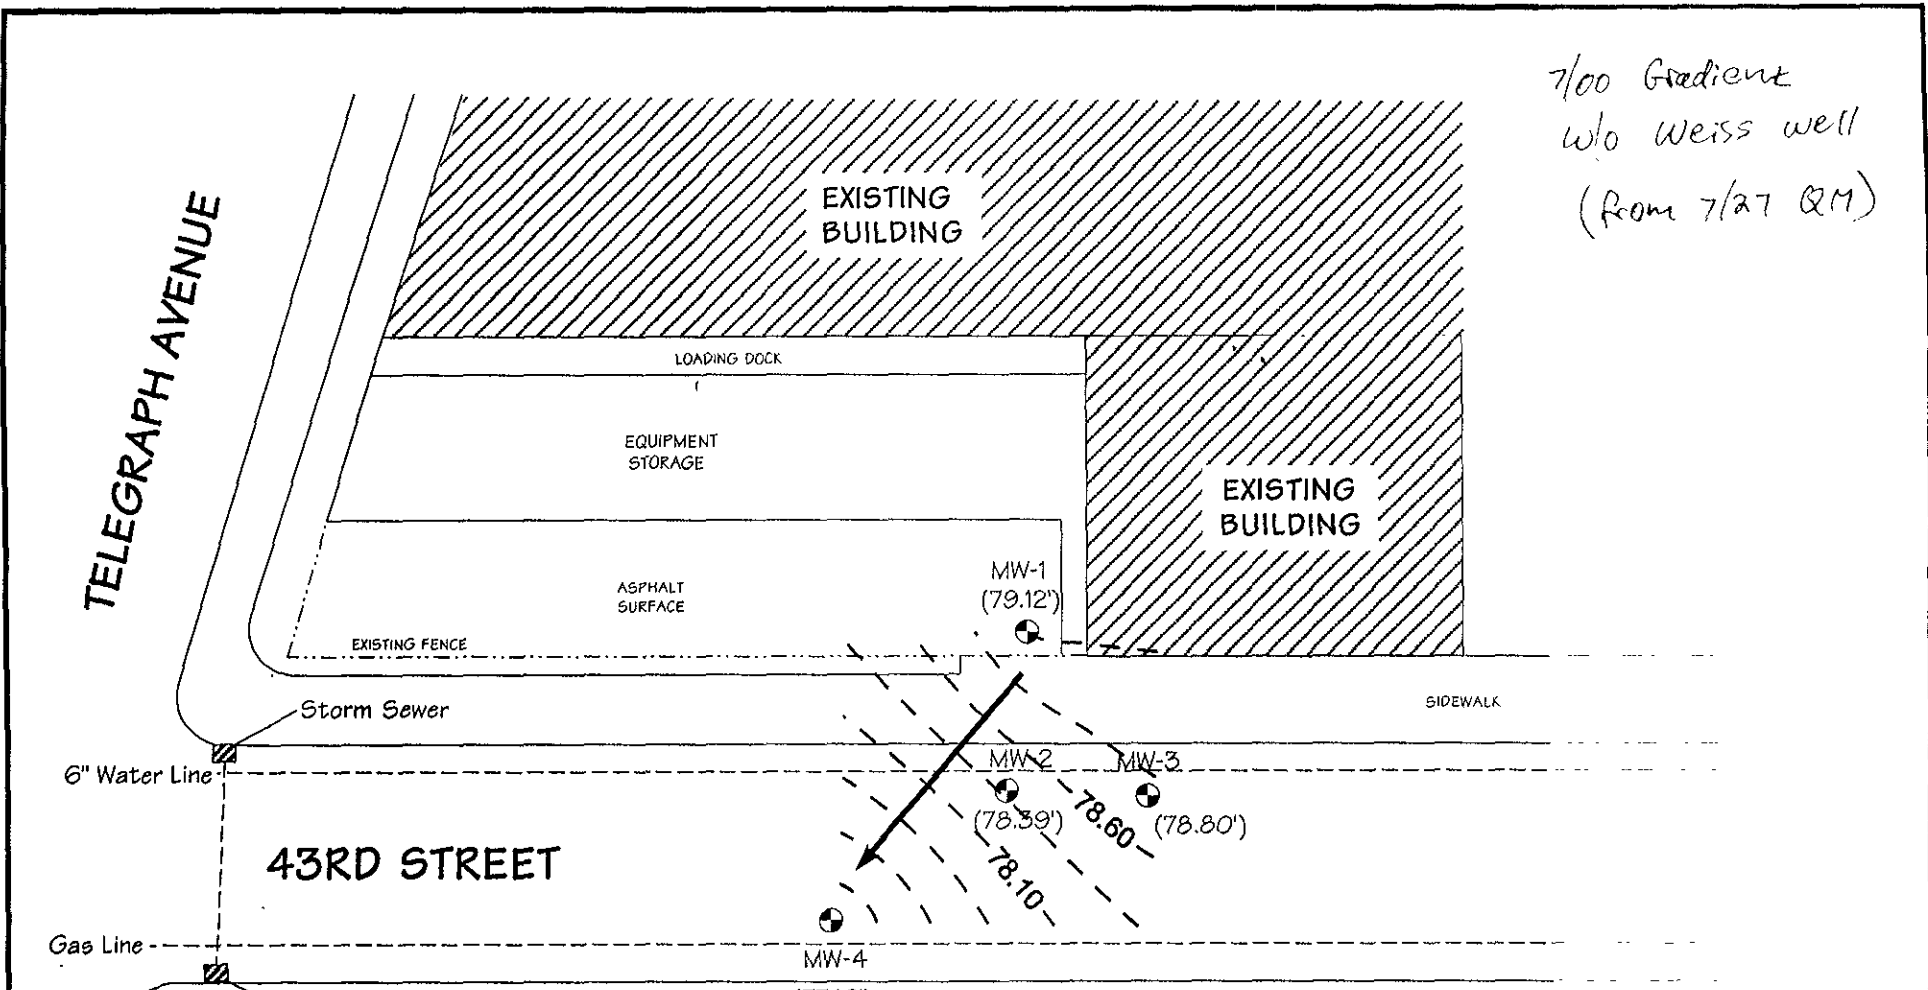 7/00 Gradient
w/o Weiss well
(from 7/27 QM)
TELEGRAPH AVENUE
EXISTING
BUILDING
LOADING DOCK
EQUIPMENT
STORAGE
EXISTING
BUILDING
ASPHALT
SURFACE
MW-1
(79.12')
EXISTING FENCE
SIDEWALK
Storm Sewer
6" Water Line
MW-2
(78.39')
MW-3
(78.80')
78.60
78.10
43RD STREET
Gas Line
MW-4